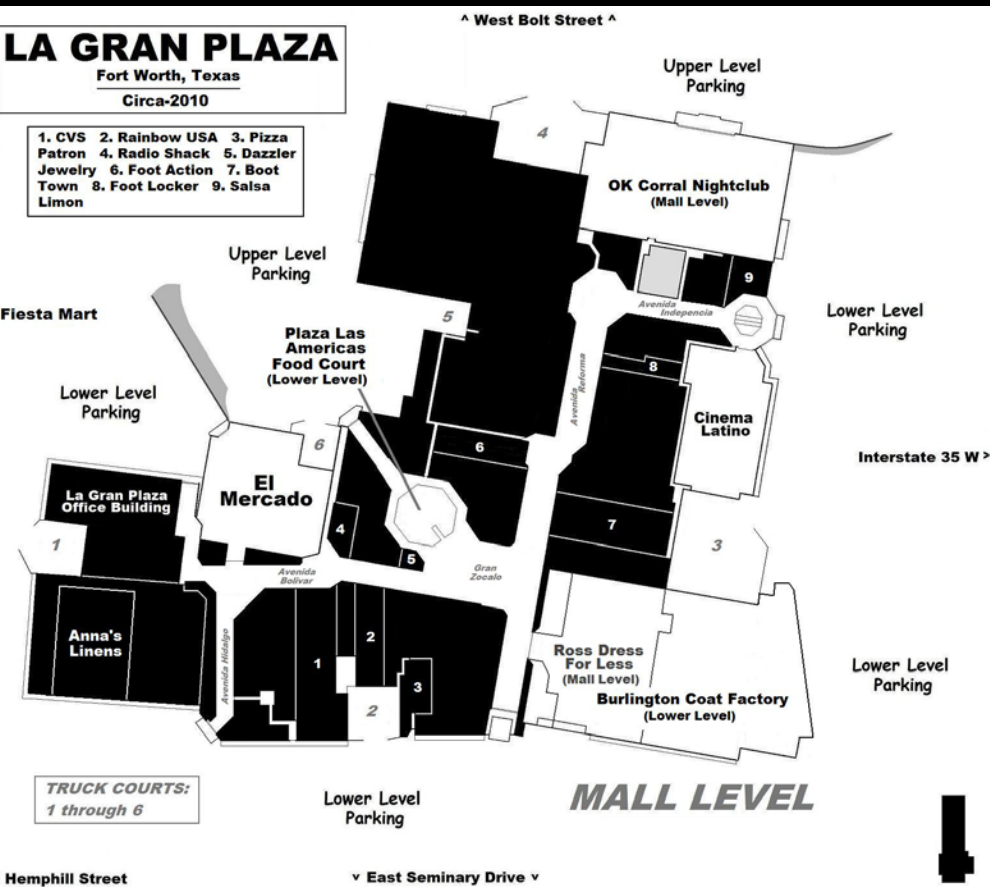 ^ West Bolt Street ^
LA GRAN PLAZA
Fort Worth, Texas
Circa-2010
Upper Level
Parking
1. CVS 2. Rainbow USA 3. Pizza
Patron 4. Radio Shack 5. Dazzler
Jewelry 6. Foot Action 7. Boot
Town 8. Foot Locker 9. Salsa
Limon
4
OK Corral Nightclub
(Mall Level)
Upper Level
Parking
9
Avenida
Indepencia
Fiesta Mart
5
Lower Level
Parking
Plaza Las
Americas
Food Court
(Lower Level)
Avenida
Reforma
8
Lower Level
Parking
Cinema
Latino
6
6
Interstate 35 W >
El
Mercado
La Gran Plaza
Office Building
4
7
1
3
5
Avenida
Bolivar
Gran
Zocalo
Anna's
Linens
Avenida Hidalgo
1
2
3
2
Ross Dress
For Less
(Mall Level)
Burlington Coat Factory
(Lower Level)
Lower Level
Parking
TRUCK COURTS:
1 through 6
Lower Level
Parking
MALL LEVEL
Hemphill Street
v East Seminary Drive v